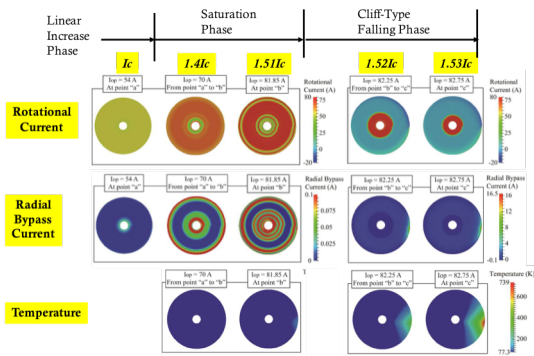 Linear
Increase
Phase
Saturation
Phase
Cliff-Type
Falling Phase
Ic
1.4Ic
1.51Ic
1.52Ic
1.53Ic
Rotational
Current
Iop = 54 A
At point "a"
Iop = 70 A
From point "a" to "b"
Iop = 81.85 A
At point "b"
Rotational
Current (A)
80
75
50
25
0
-20
Iop = 82.25 A
From point "b" to "c"
Iop = 82.75 A
At point "c"
Rotational
Current (A)
80
75
50
25
0
-20
Radial
Bypass
Current
Iop = 54 A
At point "a"
Iop = 70 A
From point "a" to "b"
Iop = 81.85 A
At point "b"
Radial Bypass
Current (A)
0.1
0.075
0.05
0.025
0
Iop = 82.25 A
From point "b" to "c"
Iop = 82.75 A
At point "c"
Radial Bypass
Current (A)
16.5
16
12
8
4
0
-0.1
Temperature
Iop = 70 A
From point "a" to "b"
Iop = 81.85 A
At point "b"
Iop = 82.25 A
From point "b" to "c"
Iop = 82.75 A
At point "c"
Temperature (K)
739
600
400
200
77.3